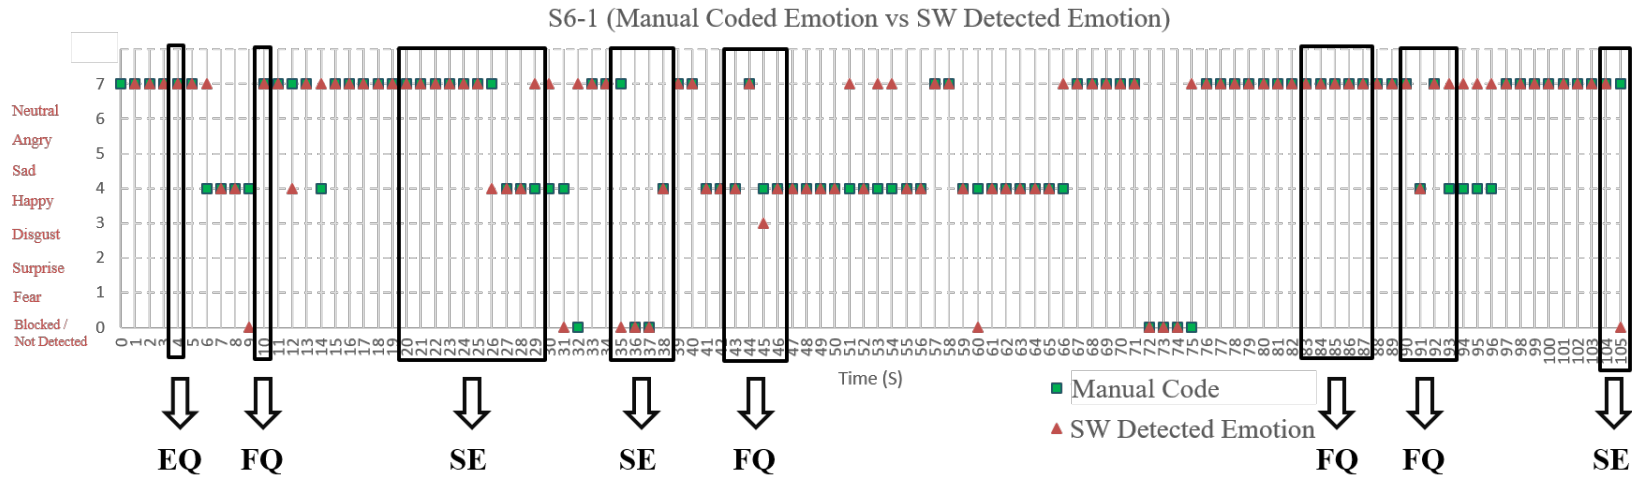 S6-1 (Manual Coded Emotion vs SW Detected Emotion)
7
Neutral
6
Angry
5
Sad
4
Happy
3
Disgust
2
Surprise
1
Fear
0
Blocked /
Not Detected
0 1 2 3 4 5 6 7 8 9 10 11 12 13 14 15 16 17 18 19 20 21 22 23 24 25 26 27 28 29 30 31 32 33 34 35 36 37 38 39 40 41 42 43 44 45 46 47 48 49 50 51 52 53 54 55 56 57 58 59 60 61 62 63 64 65 66 67 68 69 70 71 72 73 74 75 76 77 78 79 80 81 82 83 84 85 86 87 88 89 90 91 92 93 94 95 96 97 98 99 100 101 102 103 104 105
Time (S)
Manual Code
SW Detected Emotion
EQ FQ SE SE FQ FQ FQ SE